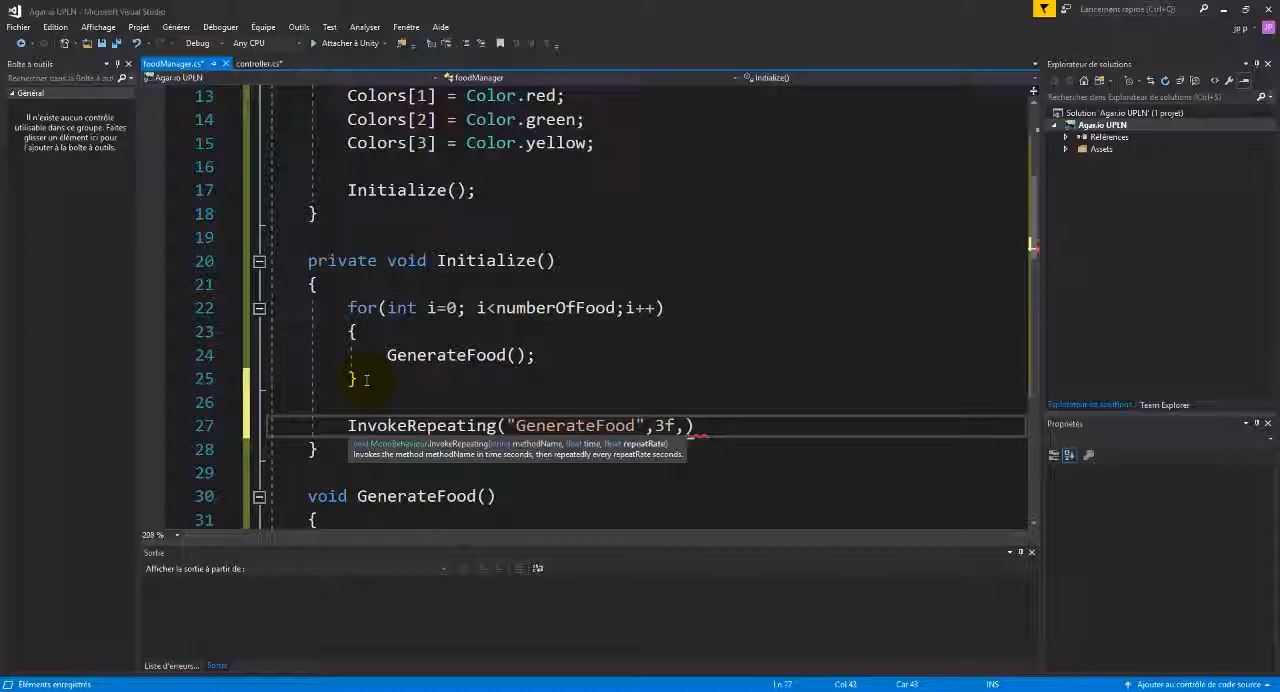 Agar.io UPLN - Microsoft Visual Studio
Lancement rapide (Ctrl+Q)
Fichier Edition Affichage Projet Générer Déboguer Équipe Outils Test Analyser Fenêtre Aide
jp p JP
Debug Any CPU Attacher à Unity
Boîte à outils
foodManager.cs* controller.cs*
Explorateur de solutions
Rechercher dans la Boîte à out
Agar.io UPLN foodManager Initialize()
Général
Rechercher dans Explorateur de solutions (Ctrl+$)
Il n'existe aucun contrôle
utilisable dans ce groupe. Faites
glisser un élément ici pour
l'ajouter à la boîte à outils.
Solution 'Agar.io UPLN' (1 projet)
Agar.io UPLN
Références
Assets
13 Colors[1] = Color.red;
14 Colors[2] = Color.green;
15 Colors[3] = Color.yellow;
16
17 Initialize();
18 }
19
20 private void Initialize()
21 {
22 for(int i=0; i<numberOfFood;i++)
23 {
24 GenerateFood();
25 }
26
27 InvokeRepeating("GenerateFood",3f,)
void MonoBehaviour.InvokeRepeating(string methodName, float time, float repeatRate)
Invokes the method methodName in time seconds, then repeatedly every repeatRate seconds.
28 }
29
30 void GenerateFood()
31 {
Explorateur de solutions Team Explorer
Propriétés
208 %
Sortie
Afficher la sortie à partir de :
Liste d'erreurs... Sortie
Éléments enregistrés Ln 27 Col 43 Car 43 INS Ajouter au contrôle de code source